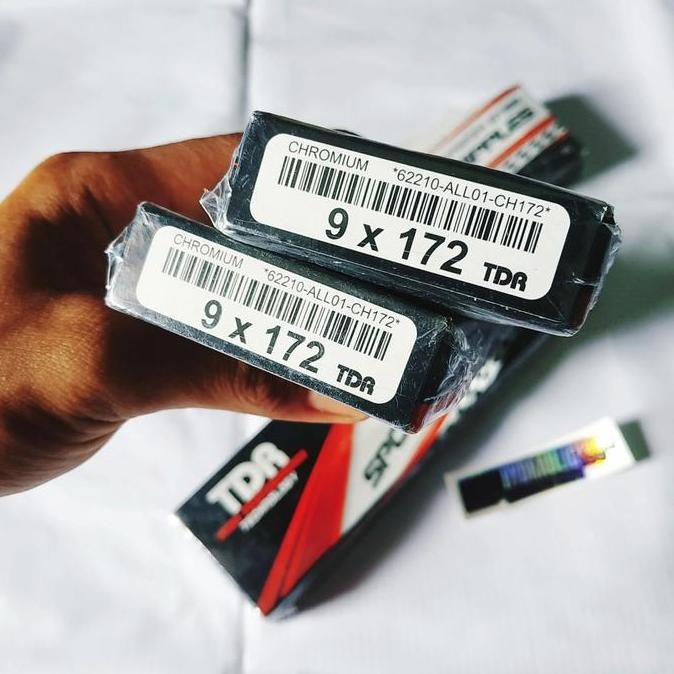 CHROMIUM *62210-ALL01-CH172*
9 x 172 TDR
CHROMIUM *62210-ALL01-CH172*
9 x 172 TDR
TDR